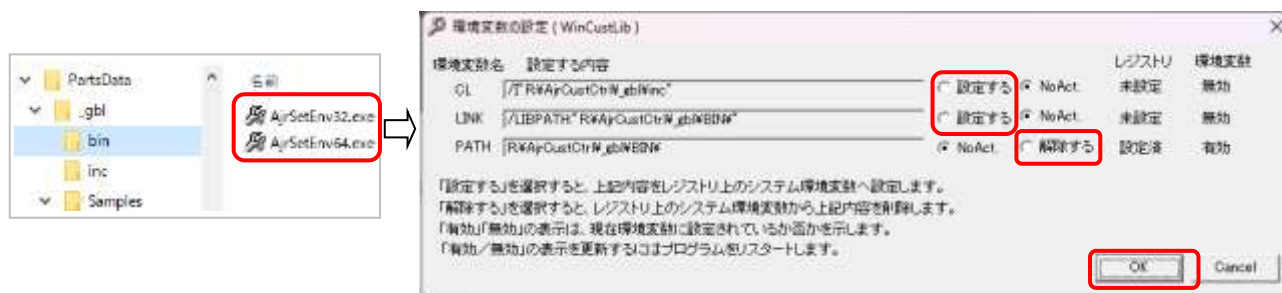 PartsData
_gbl
bin
inc
Samples
名前
AjrSetEnv32.exe
AjrSetEnv64.exe
環境変数の設定 ( WinCustLib )
環境変数名 設定する内容 レジストリ 環境変数
CL /I"R¥AjrCustCtrl¥_gbl¥inc" 設定する NoAct. 未設定 無効
LINK /LIBPATH:"R¥AjrCustCtrl¥_gbl¥BIN¥" 設定する NoAct. 未設定 無効
PATH R¥AjrCustCtrl¥_gbl¥BIN¥ NoAct. 解除する 設定済 有効
「設定する」を選択すると、上記内容をレジストリ上のシステム環境変数へ設定します。
「解除する」を選択すると、レジストリ上のシステム環境変数から上記内容を削除します。
「有効」「無効」の表示は、現在環境変数に設定されているか否かを示します。
「有効/無効」の表示を更新するにはプログラムをリスタートします。
OK Cancel